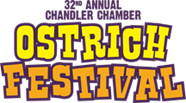 32ND ANNUAL
CHANDLER CHAMBER
OSTRICH
FESTIVAL